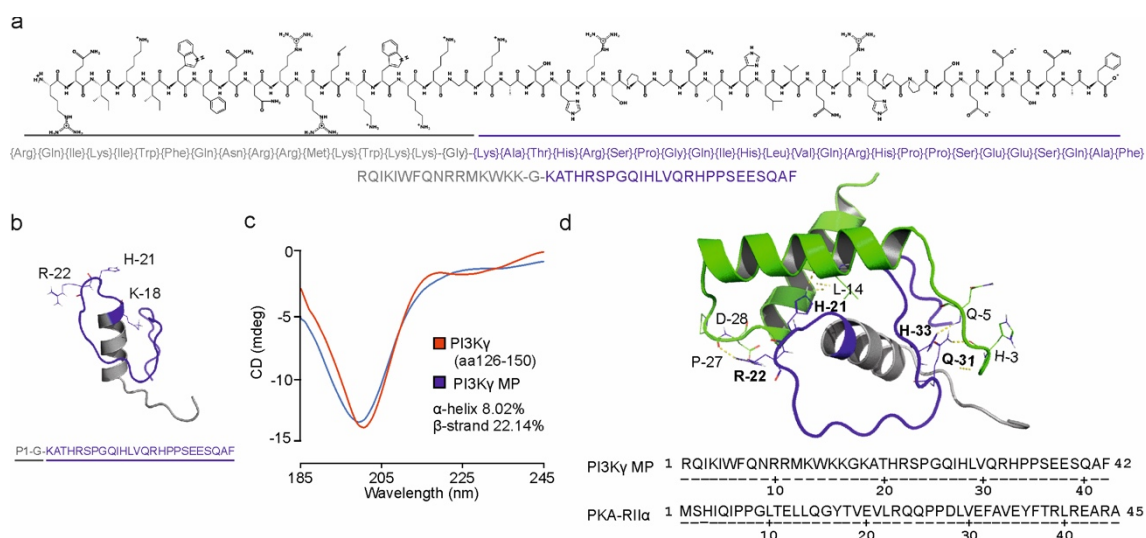 a
{Arg}{Gln}{Ile}{Lys}{Ile}{Trp}{Phe}{Gln}{Asn}{Arg}{Arg}{Met}{Lys}{Trp}{Lys}{Lys}-{Gly}-{Lys}{Ala}{Thr}{His}{Arg}{Ser}{Pro}{Gly}{Gln}{Ile}{His}{Leu}{Val}{Gln}{Arg}{His}{Pro}{Pro}{Ser}{Glu}{Glu}{Ser}{Gln}{Ala}{Phe}
RQIKIWFQNRRMKWKK-G-KATHRSPGQIHLVQRHPPSEESQAF
b
R-22
H-21
K-18
P1-G-KATHRSPGQIHLVQRHPPSEESQAF
c
CD (mdeg)
0
-5
-10
-15
185
205
225
245
Wavelength (nm)
PI3Kγ
(aa126-150)
PI3Kγ MP
α-helix 8.02%
β-strand 22.14%
d
L-14
H-21
D-28
P-27
R-22
H-33
Q-5
H-3
Q-31
PI3Kγ MP 1 RQIKIWFQNRRMKWKKGKATHRSPGQIHLVQRHPPSEESQAF 42
10 20 30 40
PKA-RIIα 1 MSHIQIPPGLTELLQGYTVEVLRQQPPDLVEFAVEYFTRLREARA 45
10 20 30 40